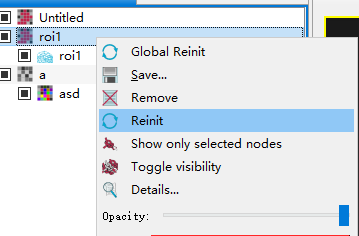 Untitled
roi1
roi1
a
asd
Global Reinit
Save...
Remove
Reinit
Show only selected nodes
Toggle visibility
Details...
Opacity: